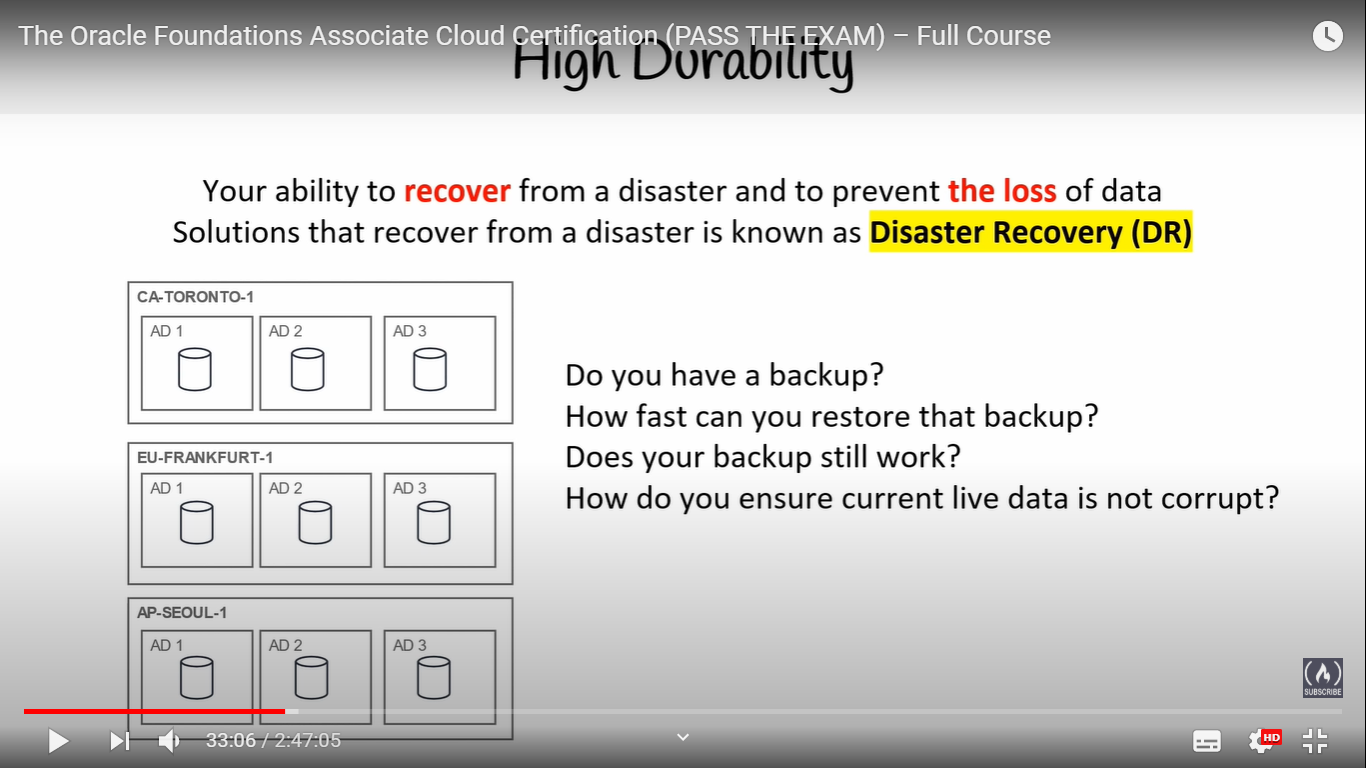 The Oracle Foundations Associate Cloud Certification (PASS THE EXAM) – Full Course
High Durability
Your ability to recover from a disaster and to prevent the loss of data
Solutions that recover from a disaster is known as Disaster Recovery (DR)
CA-TORONTO-1
AD 1
AD 2
AD 3
EU-FRANKFURT-1
AD 1
AD 2
AD 3
AP-SEOUL-1
AD 1
AD 2
AD 3
Do you have a backup?
How fast can you restore that backup?
Does your backup still work?
How do you ensure current live data is not corrupt?
SUBSCRIBE
33:06 / 2:47:05
HD